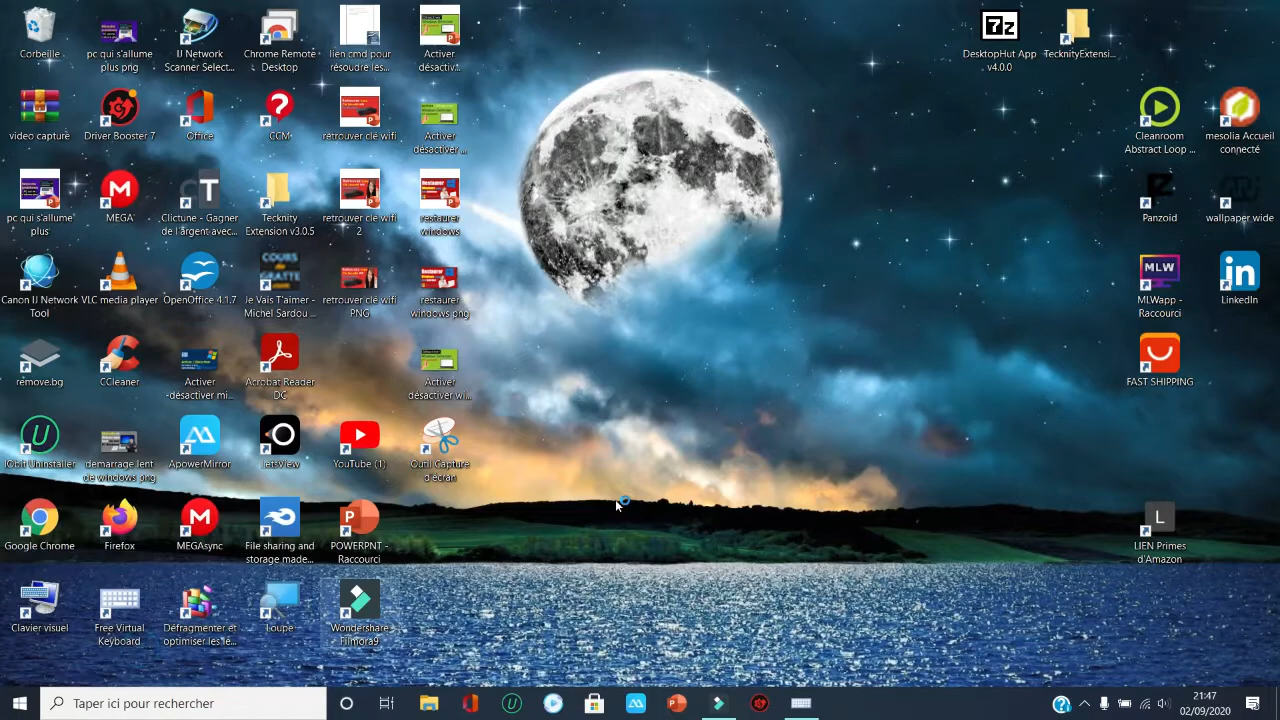 Corbeille
pc qui s'allume
plus png
IJ Network
Scanner Select...
Chrome Remote
Desktop
lien cmd pour
résoudre les...
Activer
désactiv...
DesktopHut App
v4.0.0
TecknityExtensi...
video capture
Driver Booster 7
Office
CCM
retrouver clé wifi
Activer
désactiver ...
Cleanroom
Abstract Loop ...
mesolia Accueil
connecté
pc qui s'allume
plus
MEGA
Clictune - Gagner
de l'argent avec...
Tecknity
Extension v3.0.5
retrouver clé wifi
2
restaurer
windows
Panzoid
wallpaper wide
Canon IJ Network
Tool
VLC media player
OpenOffice 4.1.7
Je Vais T'aimer -
Michel Sardou ...
retrouver clé wifi
PNG
restaurer
windows png
MLW
MLWapp -
Raccourci
LinkedIn
remove.bg
CCleaner
Activer
-désactiver mi...
Acrobat Reader
DC
Activer
désactiver wi...
FAST SHIPPING
IObit Uninstaller
demarrage lent
de windows png
ApowerMirror
JetsView
YouTube (1)
Outil Capture
d'écran
Google Chrome
Firefox
MEGAsync
File sharing and
storage made...
POWERPNT -
Raccourci
LIEN Primes
d'Amazon
Clavier visuel
Free Virtual
Keyboard
Défragmenter et
optimiser les le...
Loupe
Wondershare
Filmora9
Taper ici pour rechercher
21:47
02/09/2020